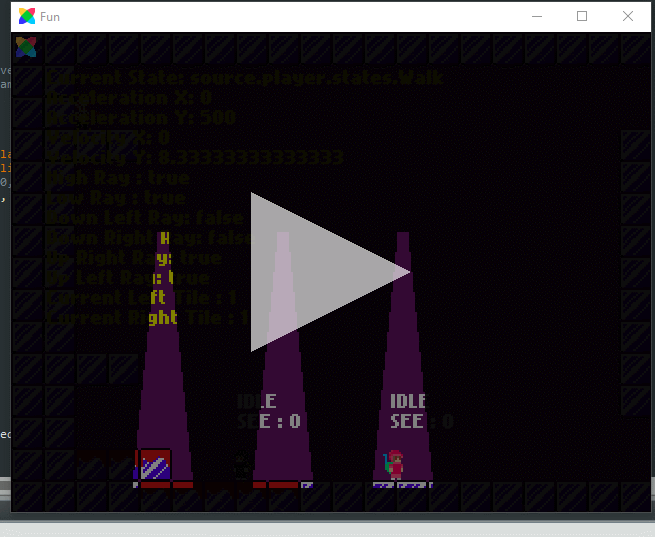 Fun
Current State: source.player.states.Walk
Acceleration X: 0
Acceleration Y: 500
Velocity X: 0
Velocity Y: 8.33333333333333
High Ray : true
Low Ray : true
Down Left Ray: false
Down Right Ray: false
Up Right Ray: true
Up Left Ray: true
Current Left Tile : 1
Current Right Tile : 1
IDLE
SEE : 0
IDLE
SEE : 0